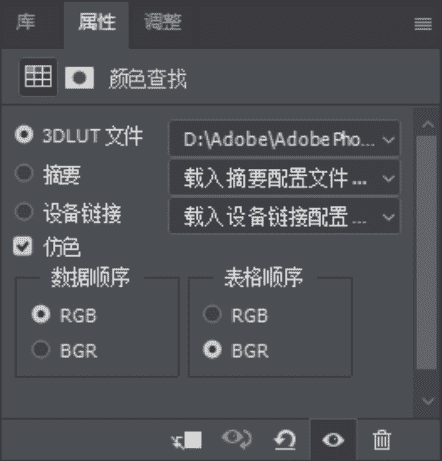 库 属性 调整
颜色查找
3DLUT 文件 D:\Adobe\AdobePho...
摘要 载入摘要配置文件...
设备链接 载入设备链接配置...
仿色
数据顺序 表格顺序
RGB RGB
BGR BGR